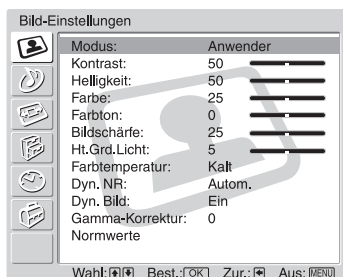 Bild-Einstellungen
Modus: Anwender
Kontrast: 50
Helligkeit: 50
Farbe: 25
Farbton: 0
Bildschärfe: 25
Ht.Grd.Licht: 5
Farbtemperatur: Kalt
Dyn. NR: Autom.
Dyn. Bild: Ein
Gamma-Korrektur: 0
Normwerte
Wahl: Best.: OK Zur.: Aus: MENU